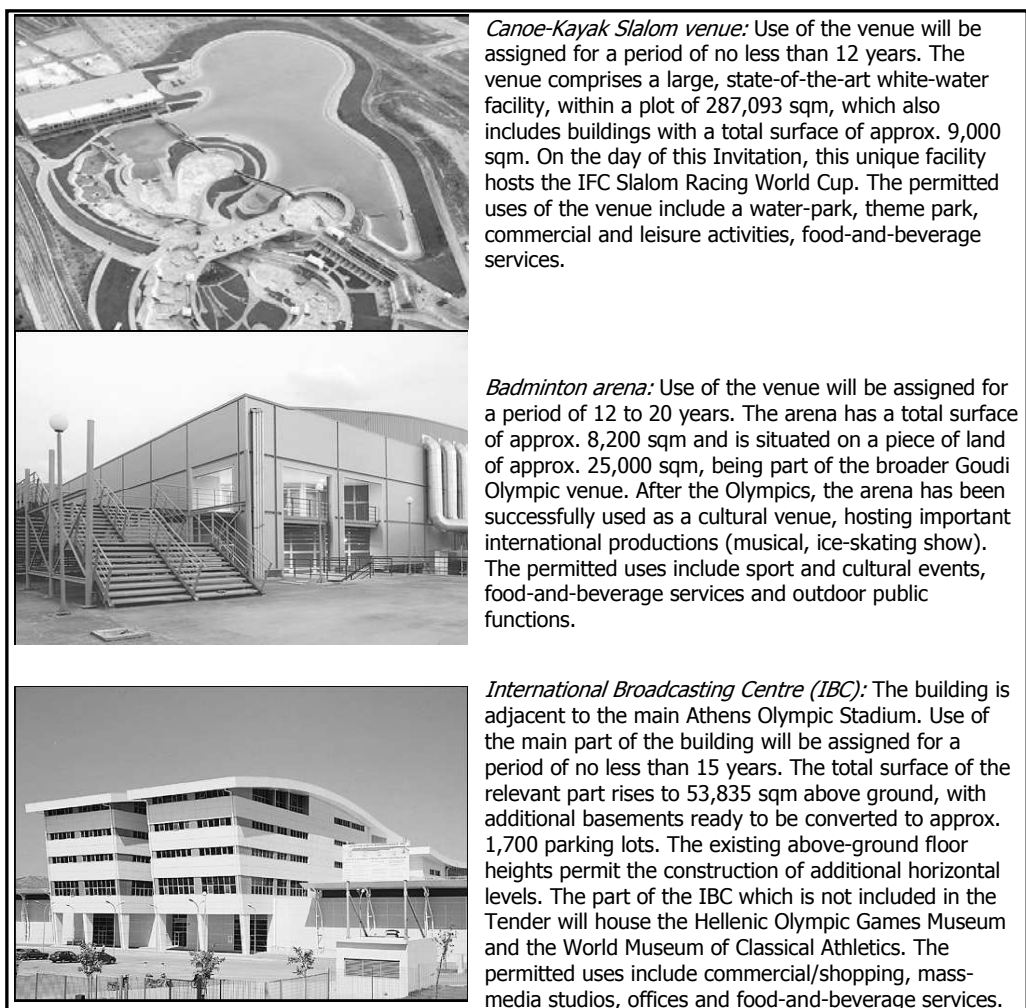 Canoe-Kayak Slalom venue: Use of the venue will be
assigned for a period of no less than 12 years. The
venue comprises a large, state-of-the-art white-water
facility, within a plot of 287,093 sqm, which also
includes buildings with a total surface of approx. 9,000
sqm. On the day of this Invitation, this unique facility
hosts the IFC Slalom Racing World Cup. The permitted
uses of the venue include a water-park, theme park,
commercial and leisure activities, food-and-beverage
services.
Badminton arena: Use of the venue will be assigned for
a period of 12 to 20 years. The arena has a total surface
of approx. 8,200 sqm and is situated on a piece of land
of approx. 25,000 sqm, being part of the broader Goudi
Olympic venue. After the Olympics, the arena has been
successfully used as a cultural venue, hosting important
international productions (musical, ice-skating show).
The permitted uses include sport and cultural events,
food-and-beverage services and outdoor public
functions.
International Broadcasting Centre (IBC): The building is
adjacent to the main Athens Olympic Stadium. Use of
the main part of the building will be assigned for a
period of no less than 15 years. The total surface of the
relevant part rises to 53,835 sqm above ground, with
additional basements ready to be converted to approx.
1,700 parking lots. The existing above-ground floor
heights permit the construction of additional horizontal
levels. The part of the IBC which is not included in the
Tender will house the Hellenic Olympic Games Museum
and the World Museum of Classical Athletics. The
permitted uses include commercial/shopping, mass-
media studios, offices and food-and-beverage services.